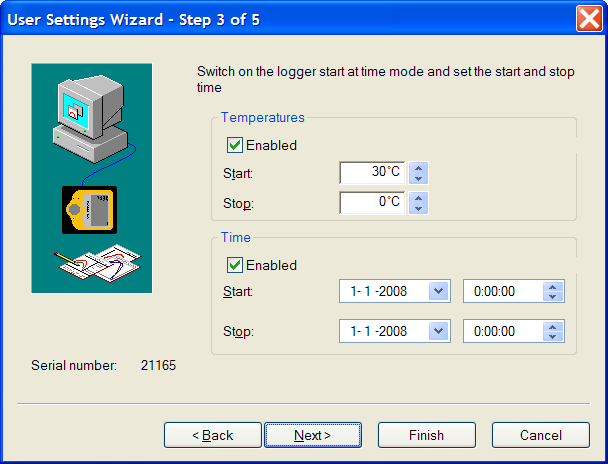 User Settings Wizard - Step 3 of 5
Switch on the logger start at time mode and set the start and stop
time
Temperatures
Enabled
Start: 30°C
Stop: 0°C
Time
Enabled
Start: 1- 1 -2008 0:00:00
Stop: 1- 1 -2008 0:00:00
Serial number: 21165
< Back Next > Finish Cancel